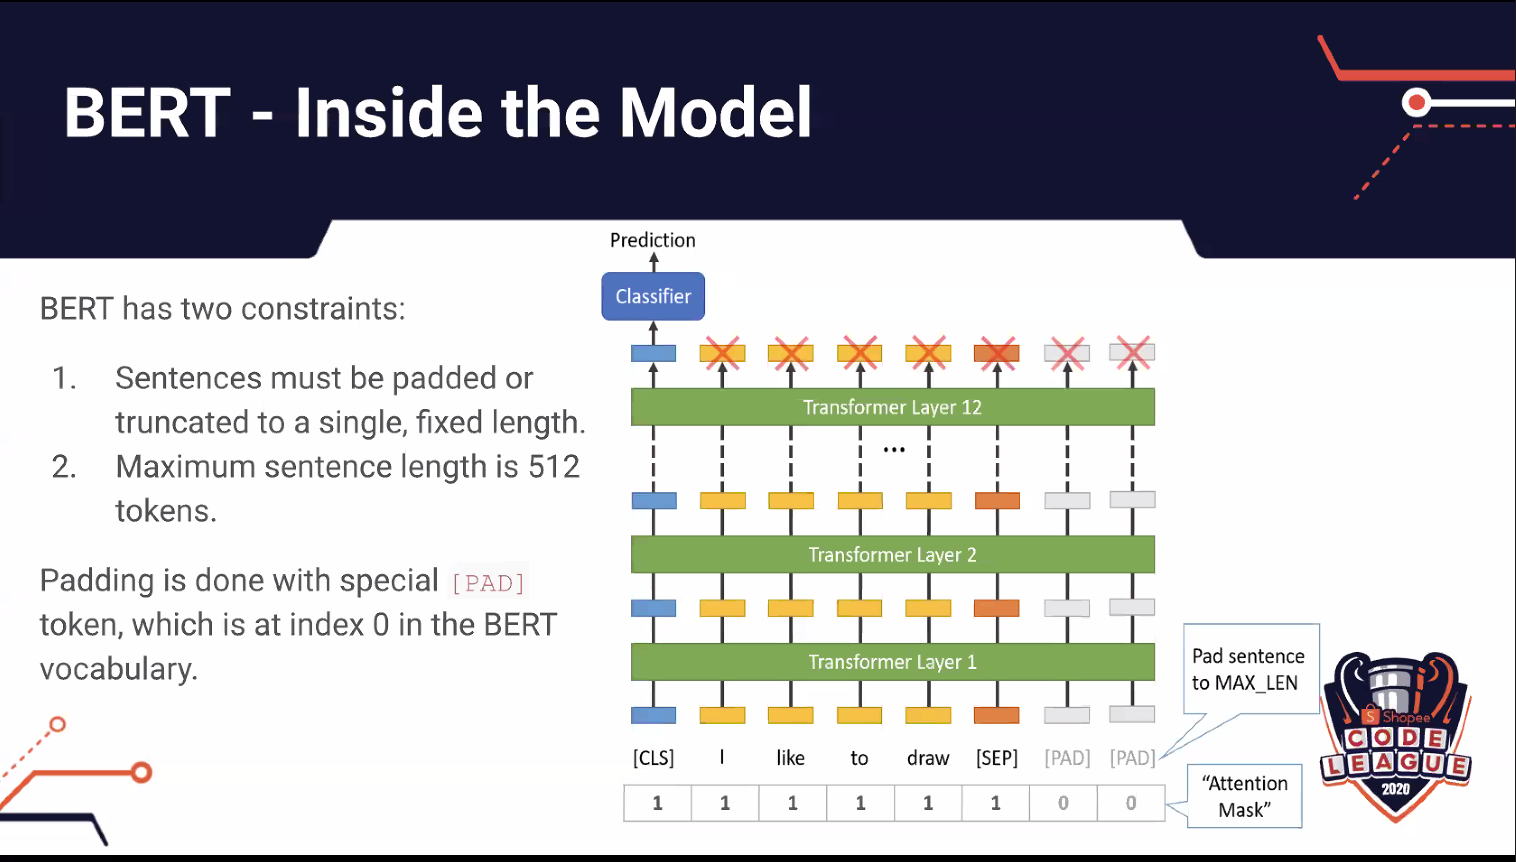 BERT - Inside the Model
BERT has two constraints:
1. Sentences must be padded or
truncated to a single, fixed length.
2. Maximum sentence length is 512
tokens.
Padding is done with special [PAD]
token, which is at index 0 in the BERT
vocabulary.
Prediction
Classifier
Transformer Layer 12
...
Transformer Layer 2
Transformer Layer 1
[CLS] I like to draw [SEP] [PAD] [PAD]
1 1 1 1 1 1 0 0
Pad sentence
to MAX_LEN
“Attention
Mask”
Shopee
CODE
LEAGUE
2020